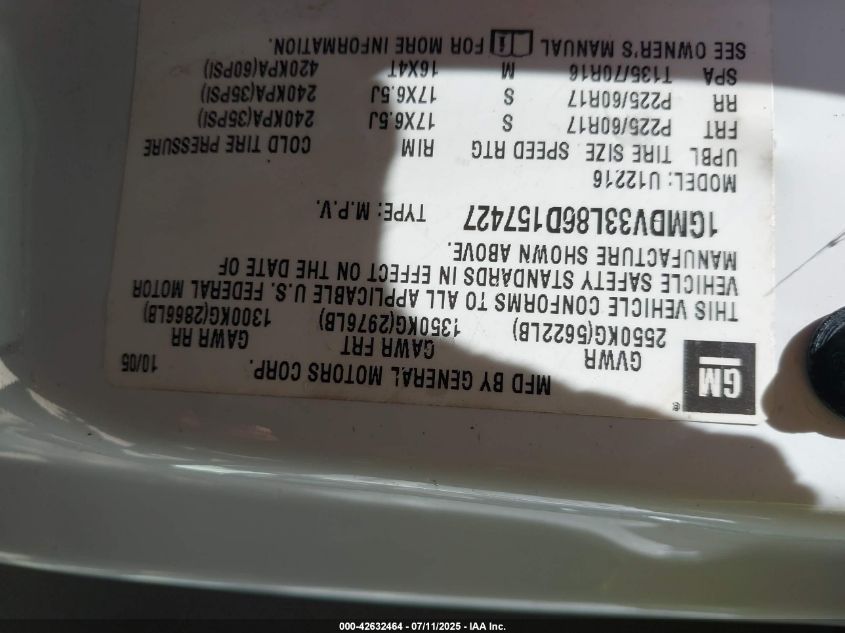 GM ®
MFD BY GENERAL MOTORS CORP. 10/05
GVWR GAWR FRT GAWR RR
2550KG(5622LB) 1350KG(2976LB) 1300KG(2866LB)
THIS VEHICLE CONFORMS TO ALL APPLICABLE U.S. FEDERAL MOTOR
VEHICLE SAFETY STANDARDS IN EFFECT ON THE DATE OF
MANUFACTURE SHOWN ABOVE.
1GMDV33L86D157427 TYPE: M.P.V.
MODEL: U12216
UPBL TIRE SIZE SPEED RTG RIM COLD TIRE PRESSURE
FRT P225/60R17 S 17X6.5J 240KPA(35PSI)
RR P225/60R17 S 17X6.5J 240KPA(35PSI)
SPA T135/70R16 M 16X4T 420KPA(60PSI)
SEE OWNER'S MANUAL FOR MORE INFORMATION.
000-42632464 - 07/11/2025 - IAA Inc.